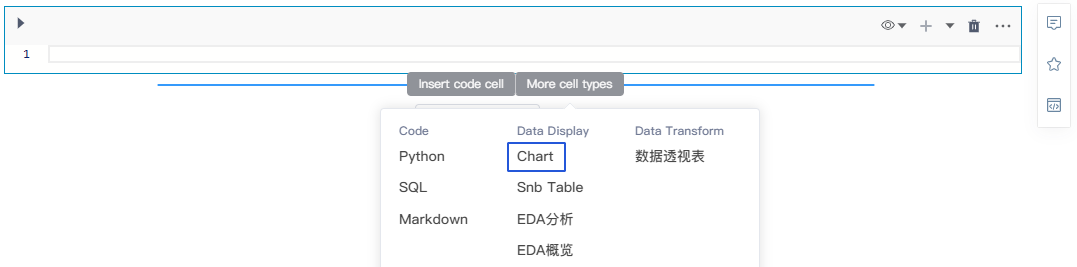 1
Insert code cell More cell types
Code Data Display Data Transform
Python Chart 数据透视表
SQL Snb Table
Markdown EDA分析
EDA概览